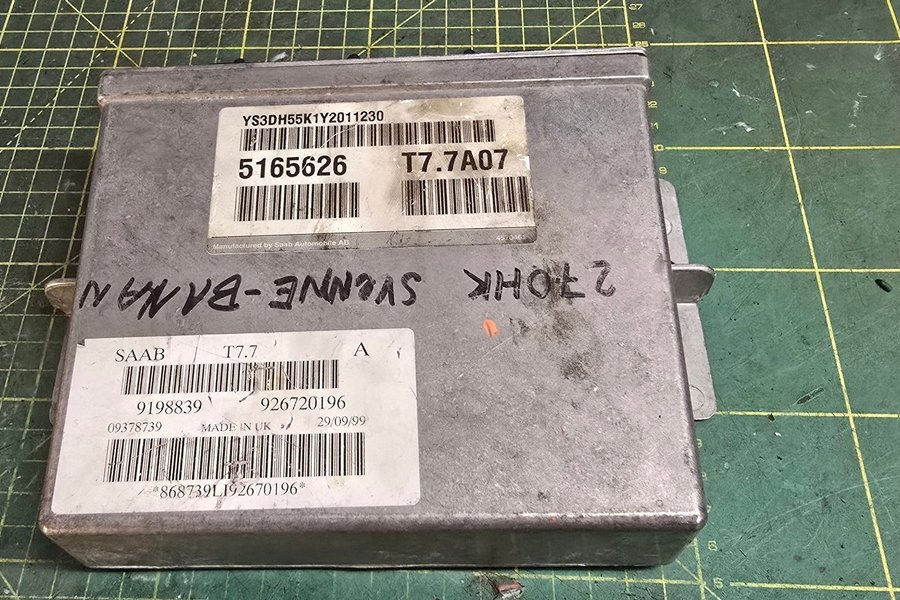 YS3DH55K1Y2011230
5165626 T7.7A07
Manufactured by Saab Automobile AB
270HK SVENNE-BANAN
SAAB T7.7 A
9198839 926720196
09378739 MADE IN UK 29/09/99
*868739LI92670196*